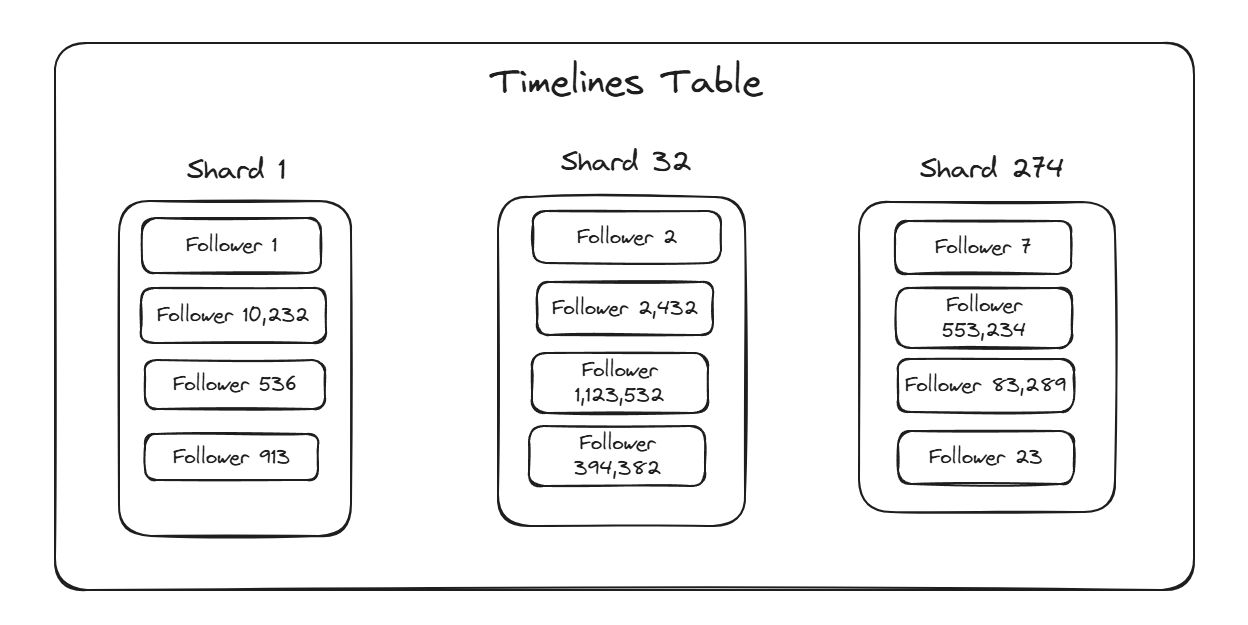 Timelines Table
Shard 1
Follower 1
Follower 10,232
Follower 536
Follower 913
Shard 32
Follower 2
Follower 2,432
Follower
1,123,532
Follower
394,382
Shard 274
Follower 7
Follower
553,234
Follower 83,289
Follower 23